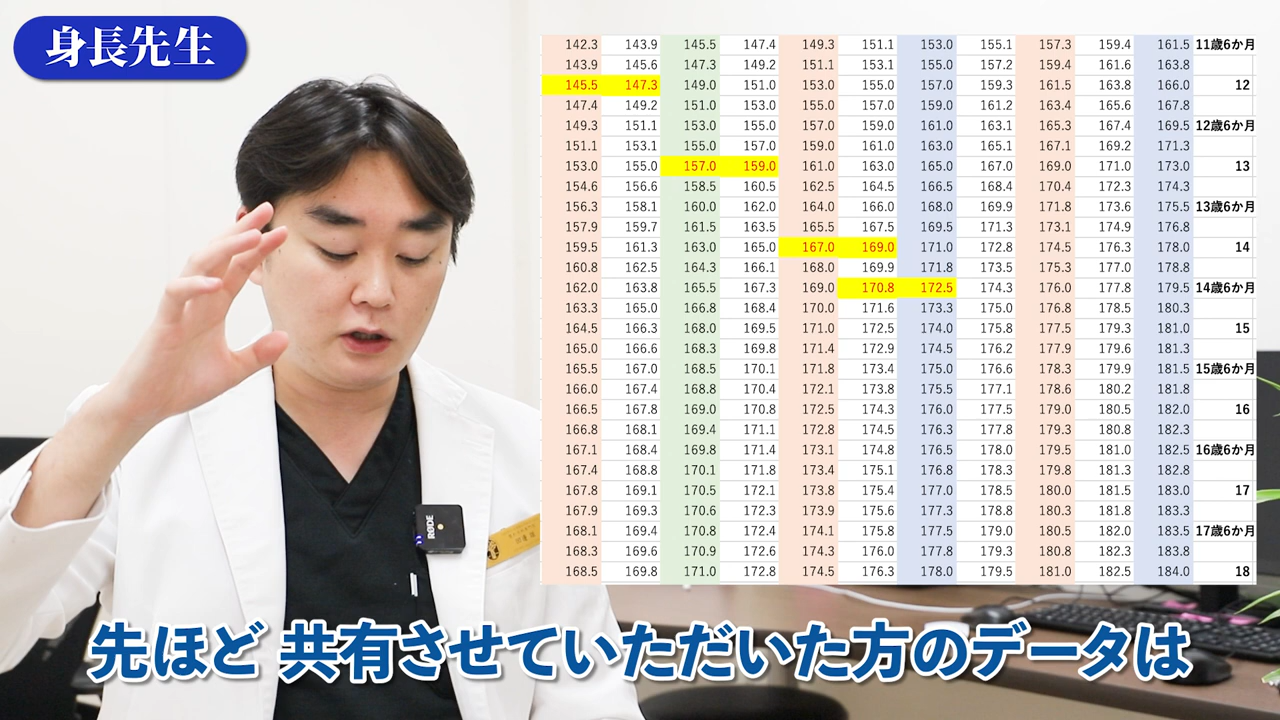 身長先生
142.3 143.9 145.5 147.4 149.3 151.1 153.0 155.1 157.3 159.4 161.5 11歳6か月
143.9 145.6 147.3 149.2 151.1 153.1 155.0 157.2 159.4 161.6 163.8
145.5 147.3 149.0 151.0 153.0 155.0 157.0 159.3 161.5 163.8 166.0 12
147.4 149.2 151.0 153.0 155.0 157.0 159.0 161.2 163.4 165.6 167.8
149.3 151.1 153.0 155.0 157.0 159.0 161.0 163.1 165.3 167.4 169.5 12歳6か月
151.1 153.1 155.0 157.0 159.0 161.0 163.0 165.1 167.1 169.2 171.3
153.0 155.0 157.0 159.0 161.0 163.0 165.0 167.0 169.0 171.0 173.0 13
154.6 156.6 158.5 160.5 162.5 164.5 166.5 168.4 170.4 172.3 174.3
156.3 158.1 160.0 162.0 164.0 166.0 168.0 169.9 171.8 173.6 175.5 13歳6か月
157.9 159.7 161.5 163.5 165.5 167.5 169.5 171.3 173.1 174.9 176.8
159.5 161.3 163.0 165.0 167.0 169.0 171.0 172.8 174.5 176.3 178.0 14
160.8 162.5 164.3 166.1 168.0 169.9 171.8 173.5 175.3 177.0 178.8
162.0 163.8 165.5 167.3 169.0 170.8 172.5 174.3 176.0 177.8 179.5 14歳6か月
163.3 165.0 166.8 168.4 170.0 171.6 173.3 175.0 176.8 178.5 180.3
164.5 166.3 168.0 169.5 171.0 172.5 174.0 175.8 177.5 179.3 181.0 15
165.0 166.6 168.3 169.8 171.4 172.9 174.5 176.2 177.9 179.6 181.3
165.5 167.0 168.5 170.1 171.8 173.4 175.0 176.6 178.3 179.9 181.5 15歳6か月
166.0 167.4 168.8 170.4 172.1 173.8 175.5 177.1 178.6 180.2 181.8
166.5 167.8 169.0 170.8 172.5 174.3 176.0 177.5 179.0 180.5 182.0 16
166.8 168.1 169.4 171.1 172.8 174.5 176.3 177.8 179.3 180.8 182.3
167.1 168.4 169.8 171.4 173.1 174.8 176.5 178.0 179.5 181.0 182.5 16歳6か月
167.4 168.8 170.1 171.8 173.4 175.1 176.8 178.3 179.8 181.3 182.8
167.8 169.1 170.5 172.1 173.8 175.4 177.0 178.5 180.0 181.5 183.0 17
167.9 169.3 170.6 172.3 173.9 175.6 177.3 178.8 180.3 181.8 183.3
168.1 169.4 170.8 172.4 174.1 175.8 177.5 179.0 180.5 182.0 183.5 17歳6か月
168.3 169.6 170.9 172.6 174.3 176.0 177.8 179.3 180.8 182.3 183.8
168.5 169.8 171.0 172.8 174.5 176.3 178.0 179.5 181.0 182.5 184.0 18
RØDE
先ほど 共有させていただいた方のデータは